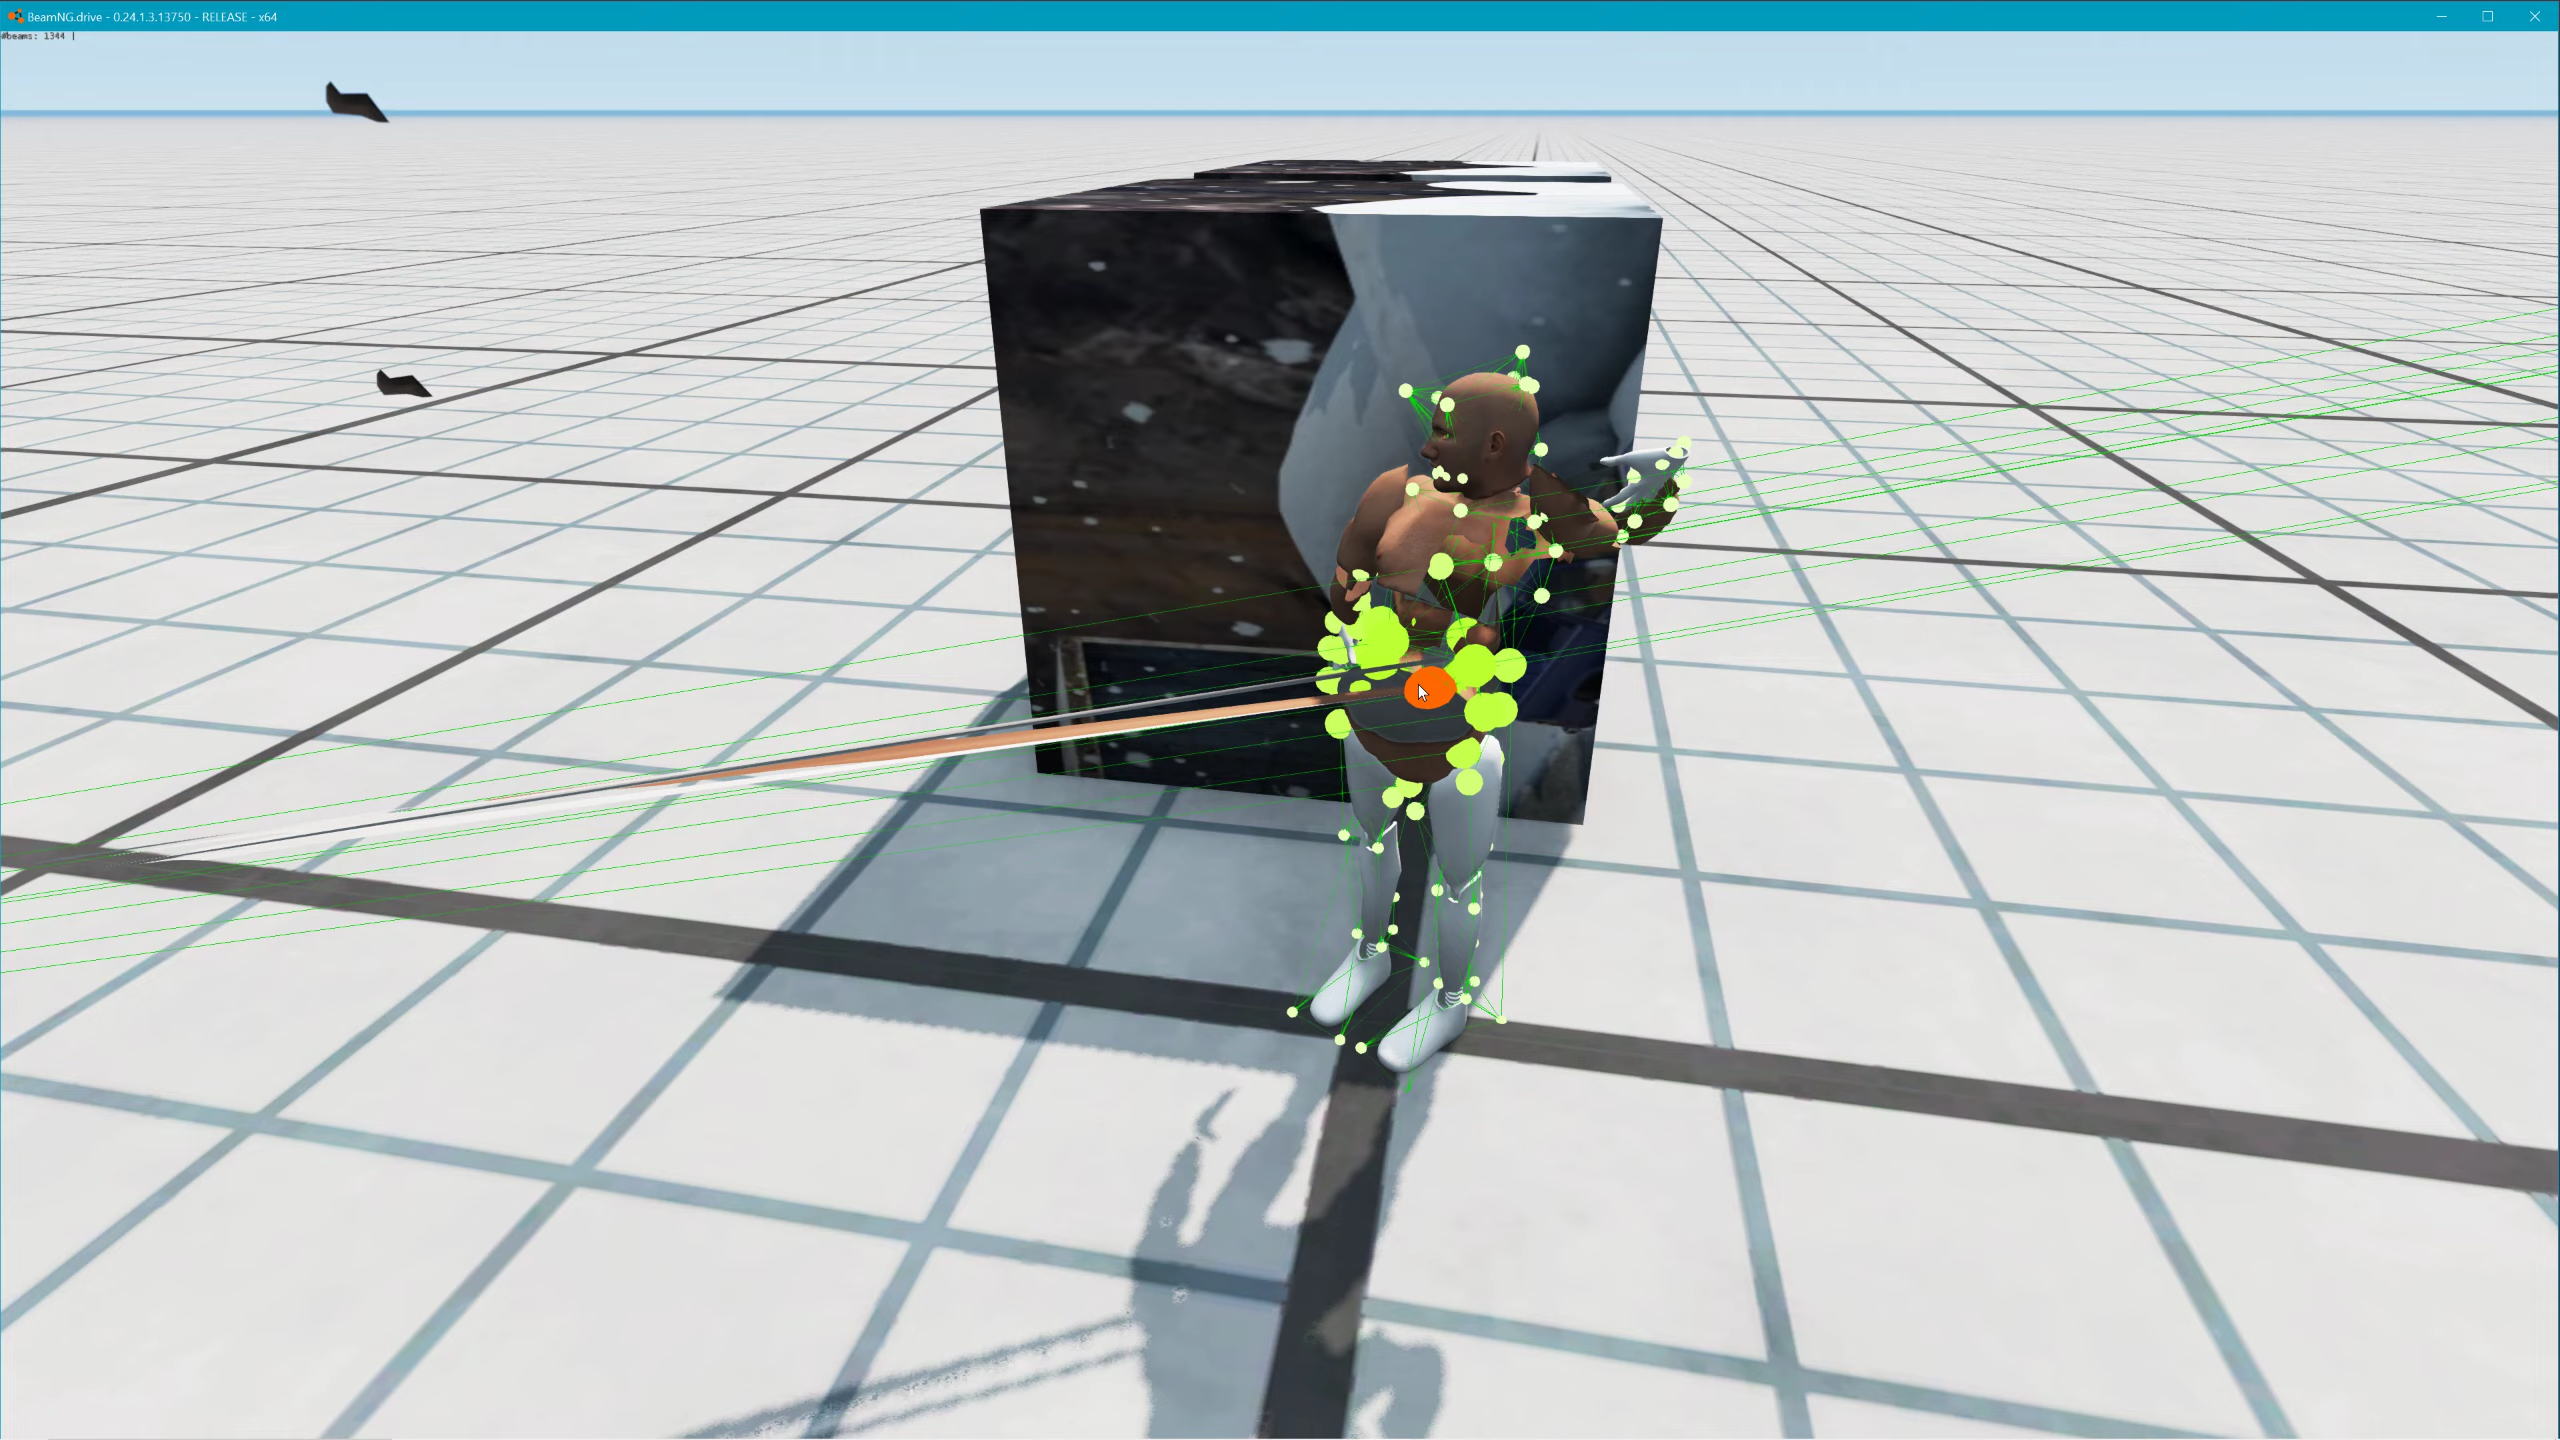 BeamNG.drive - 0.24.1.3.13750 - RELEASE - x64
#beams: 1344 |